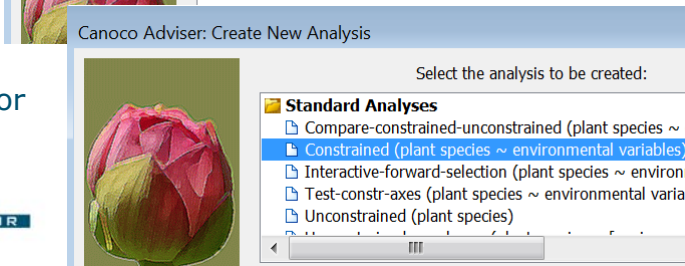 Canoco Adviser: Create New Analysis
or
Select the analysis to be created:
Standard Analyses
Compare-constrained-unconstrained (plant species ~
Constrained (plant species ~ environmental variables)
Interactive-forward-selection (plant species ~ environ
Test-constr-axes (plant species ~ environmental varia
Unconstrained (plant species)
I R